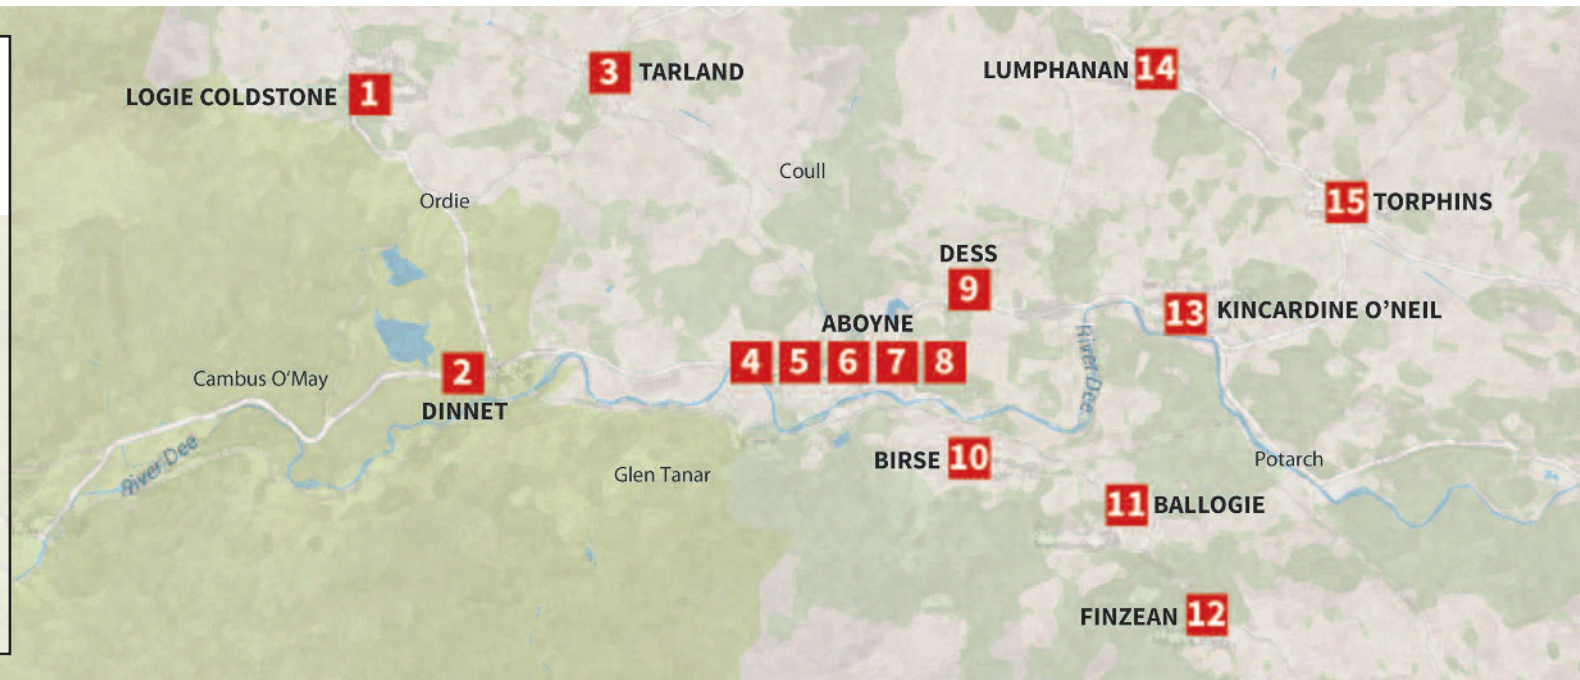 LOGIE COLDSTONE 1
3 TARLAND
LUMPHANAN 14
Coull
Ordie
15 TORPHINS
DESS
9
13 KINCARDINE O’NEIL
ABOYNE
4 5 6 7 8
River Dee
2
DINNET
Cambus O’May
River Dee
Glen Tanar
BIRSE 10
Potarch
11 BALLOGIE
FINZEAN 12